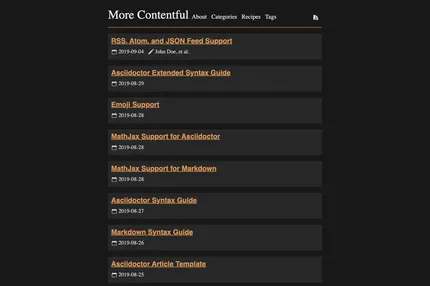 More Contentful About Categories Recipes Tags
RSS, Atom, and JSON Feed Support
2019-09-04 John Doe, et al.
Asciidoctor Extended Syntax Guide
2019-08-29
Emoji Support
2019-08-28
MathJax Support for Asciidoctor
2019-08-28
MathJax Support for Markdown
2019-08-28
Asciidoctor Syntax Guide
2019-08-27
Markdown Syntax Guide
2019-08-26
Asciidoctor Article Template
2019-08-25